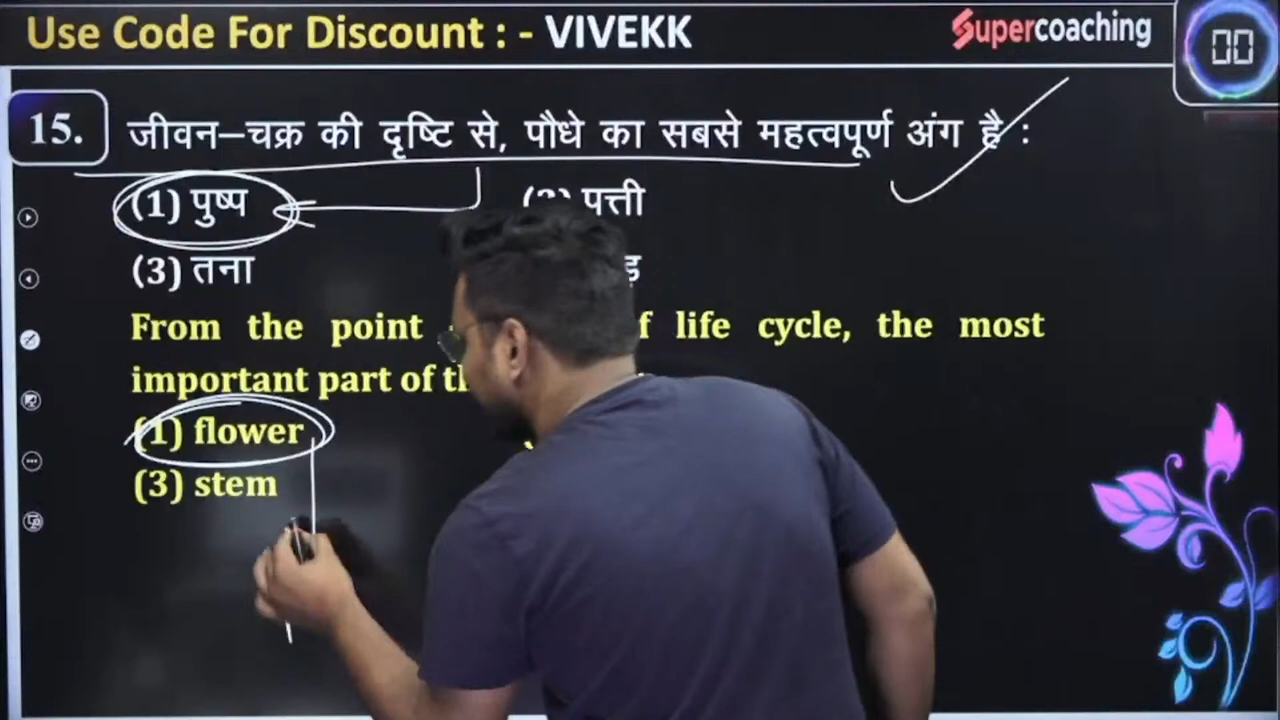 Use Code For Discount : - VIVEKK
Supercoaching
00
15. जीवन–चक्र की दृष्टि से, पौधे का सबसे महत्वपूर्ण अंग है :
(1) पुष्प पत्ती
(3) तना
From the point life cycle, the most
important part of
(1) flower
(3) stem